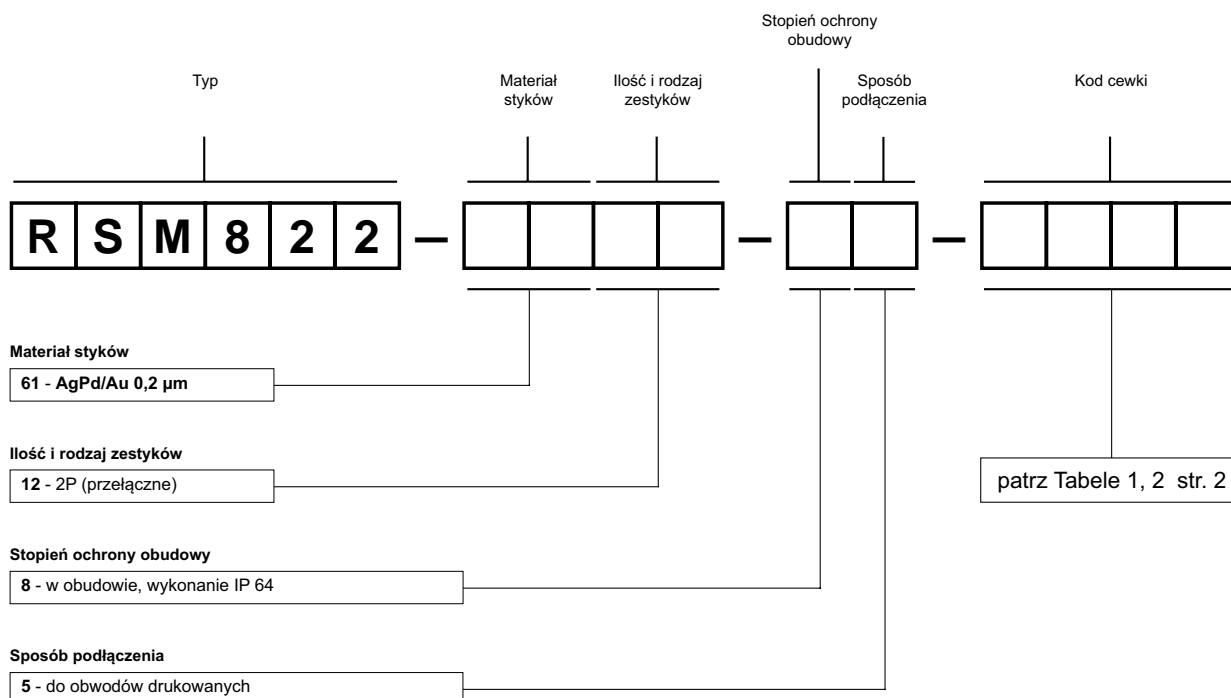 Stopień ochrony
obudowy
Typ
Materiał
styków
Ilość i rodzaj
zestyków
Sposób
podłączenia
Kod cewki
R S M 8 2 2 – – –
Materiał styków
61 - AgPd/Au 0,2 µm
Ilość i rodzaj zestyków
12 - 2P (przełączne)
patrz Tabele 1, 2 str. 2
Stopień ochrony obudowy
8 - w obudowie, wykonanie IP 64
Sposób podłączenia
5 - do obwodów drukowanych